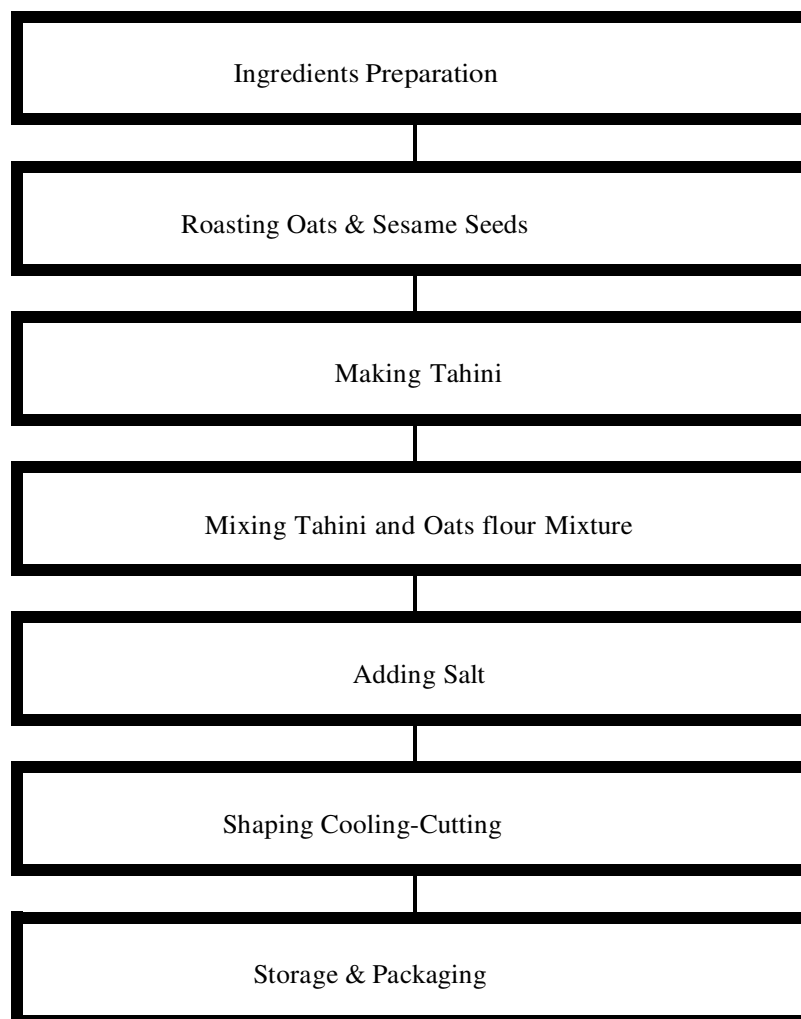 Ingredients Preparation
Roasting Oats & Sesame Seeds
Making Tahini
Mixing Tahini and Oats flour Mixture
Adding Salt
Shaping Cooling-Cutting
Storage & Packaging